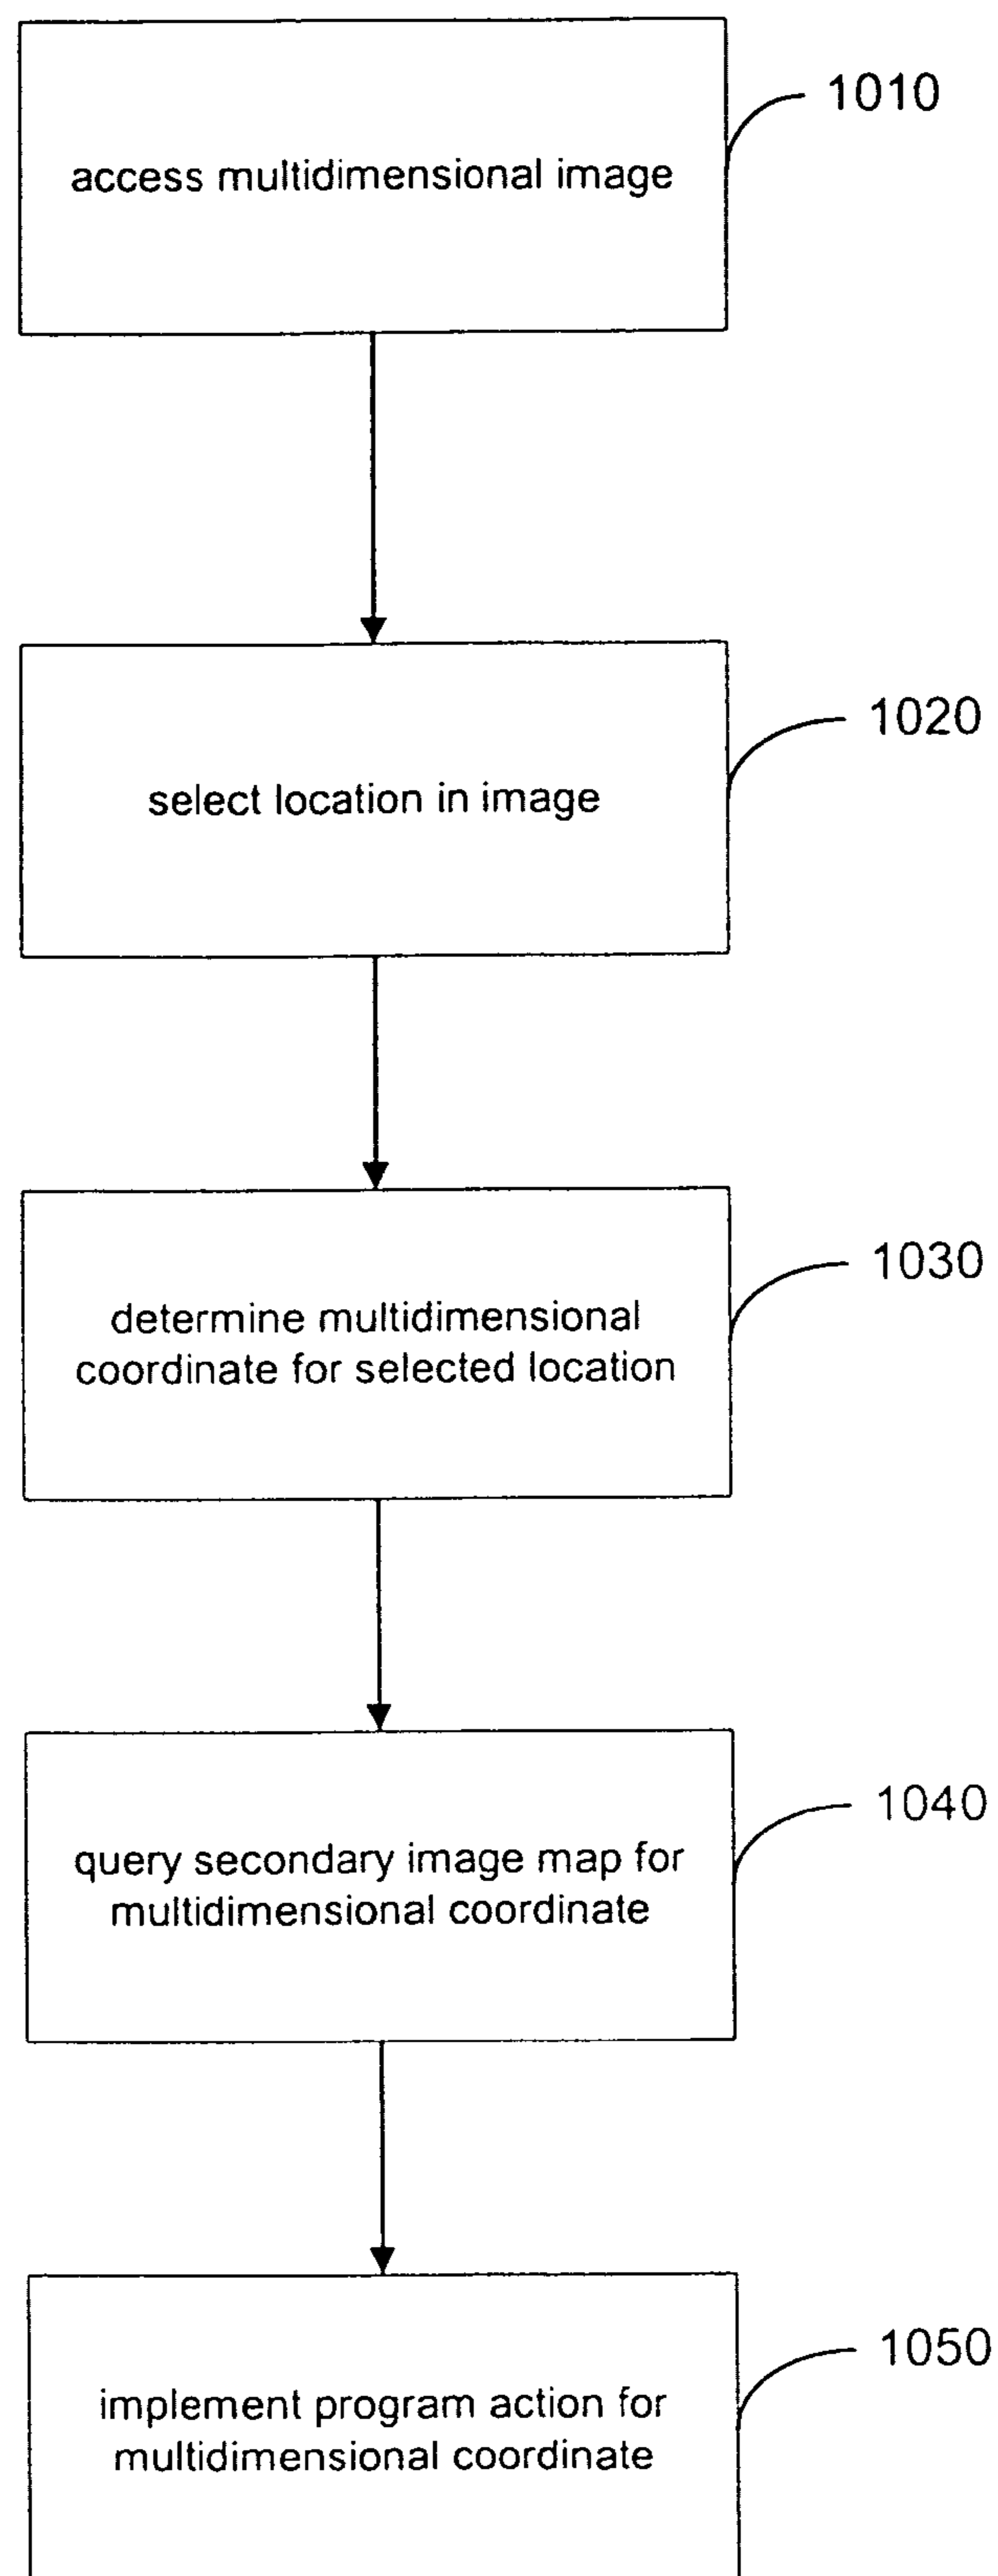 1010
access multidimensional image
1020
select location in image
1030
determine multidimensional
coordinate for selected location
1040
query secondary image map for
multidimensional coordinate
1050
implement program action for
multidimensional coordinate